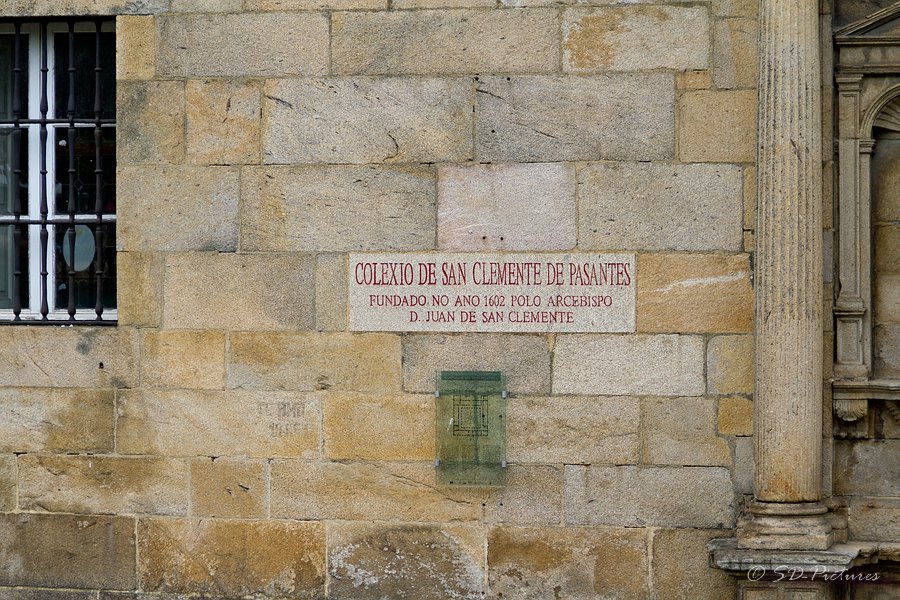 COLEXIO DE SAN CLEMENTE DE PASANTES
FUNDADO NO ANO 1602 POLO ARCEBISPO
D. JUAN DE SAN CLEMENTE
© SD-Pictures